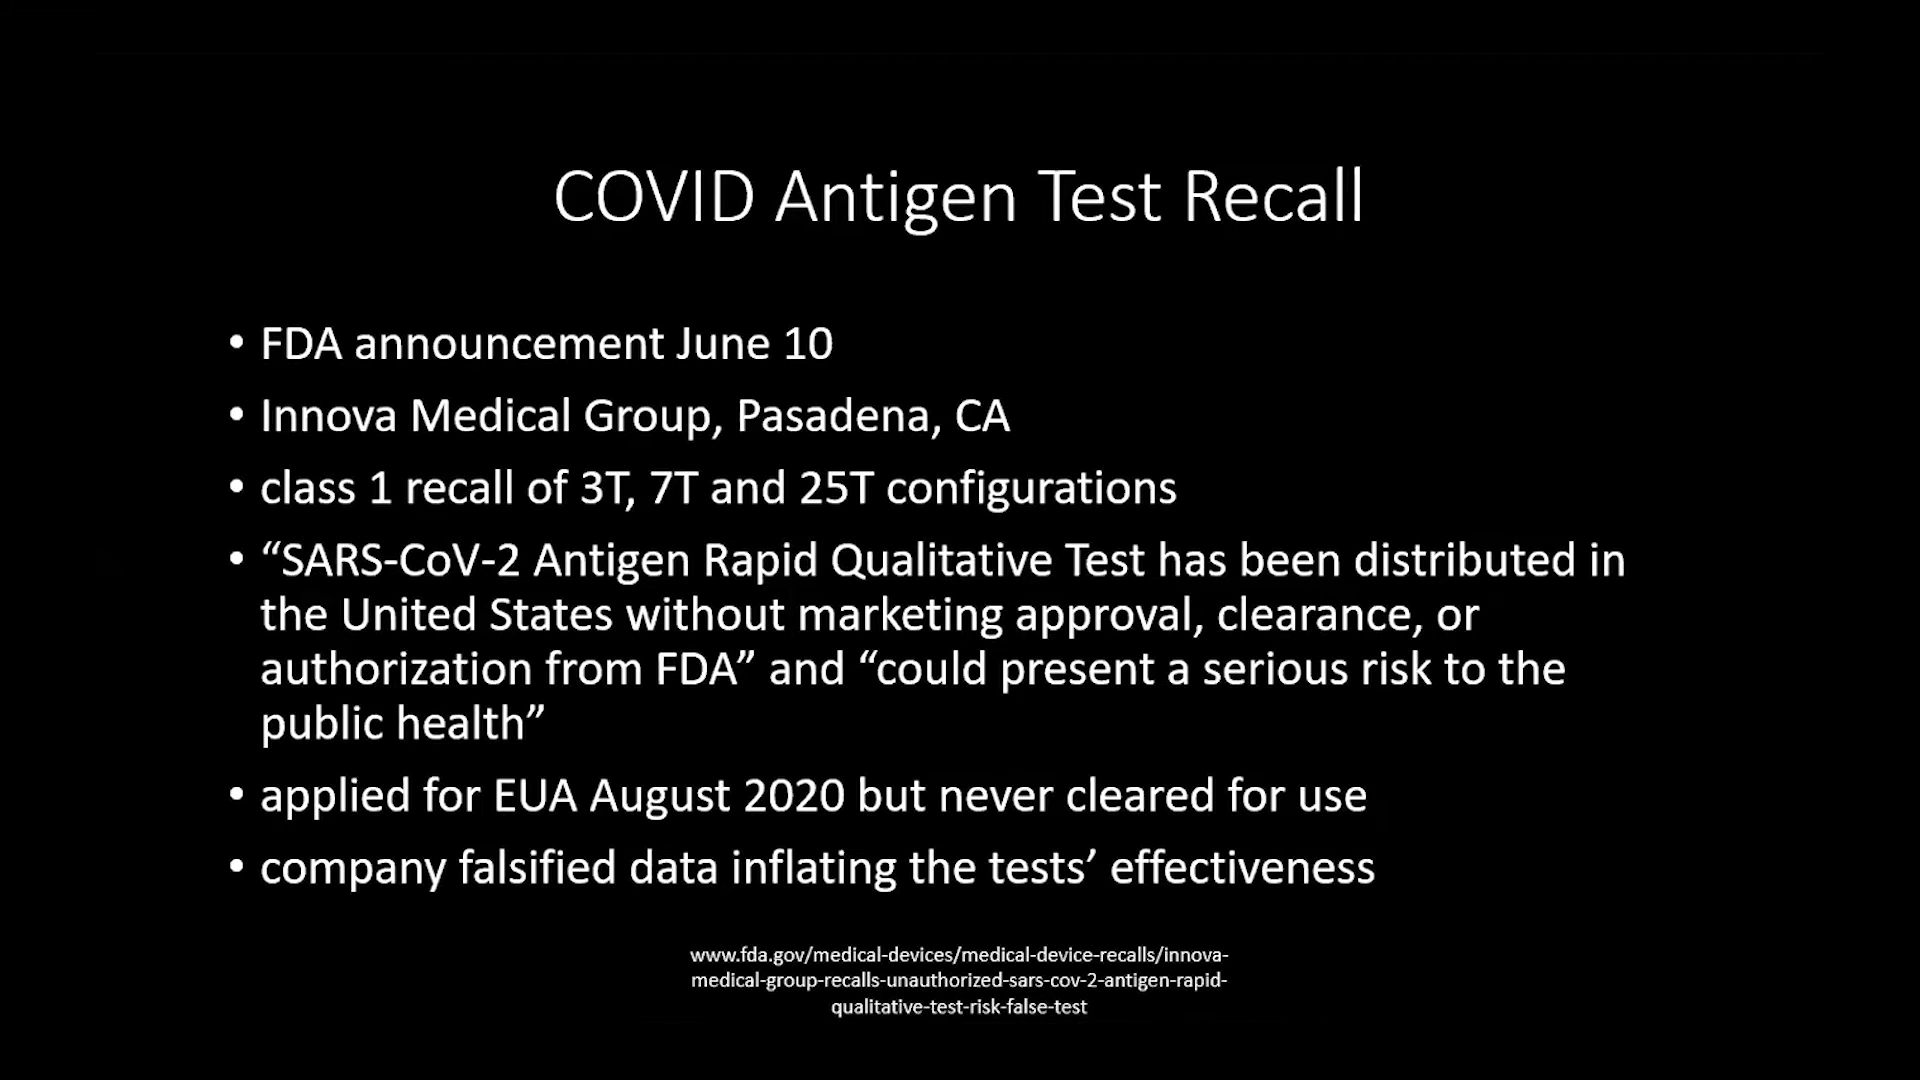 COVID Antigen Test Recall
• FDA announcement June 10
• Innova Medical Group, Pasadena, CA
• class 1 recall of 3T, 7T and 25T configurations
• “SARS-CoV-2 Antigen Rapid Qualitative Test has been distributed in
the United States without marketing approval, clearance, or
authorization from FDA” and “could present a serious risk to the
public health”
• applied for EUA August 2020 but never cleared for use
• company falsified data inflating the tests’ effectiveness
www.fda.gov/medical-devices/medical-device-recalls/innova-
medical-group-recalls-unauthorized-sars-cov-2-antigen-rapid-
qualitative-test-risk-false-test